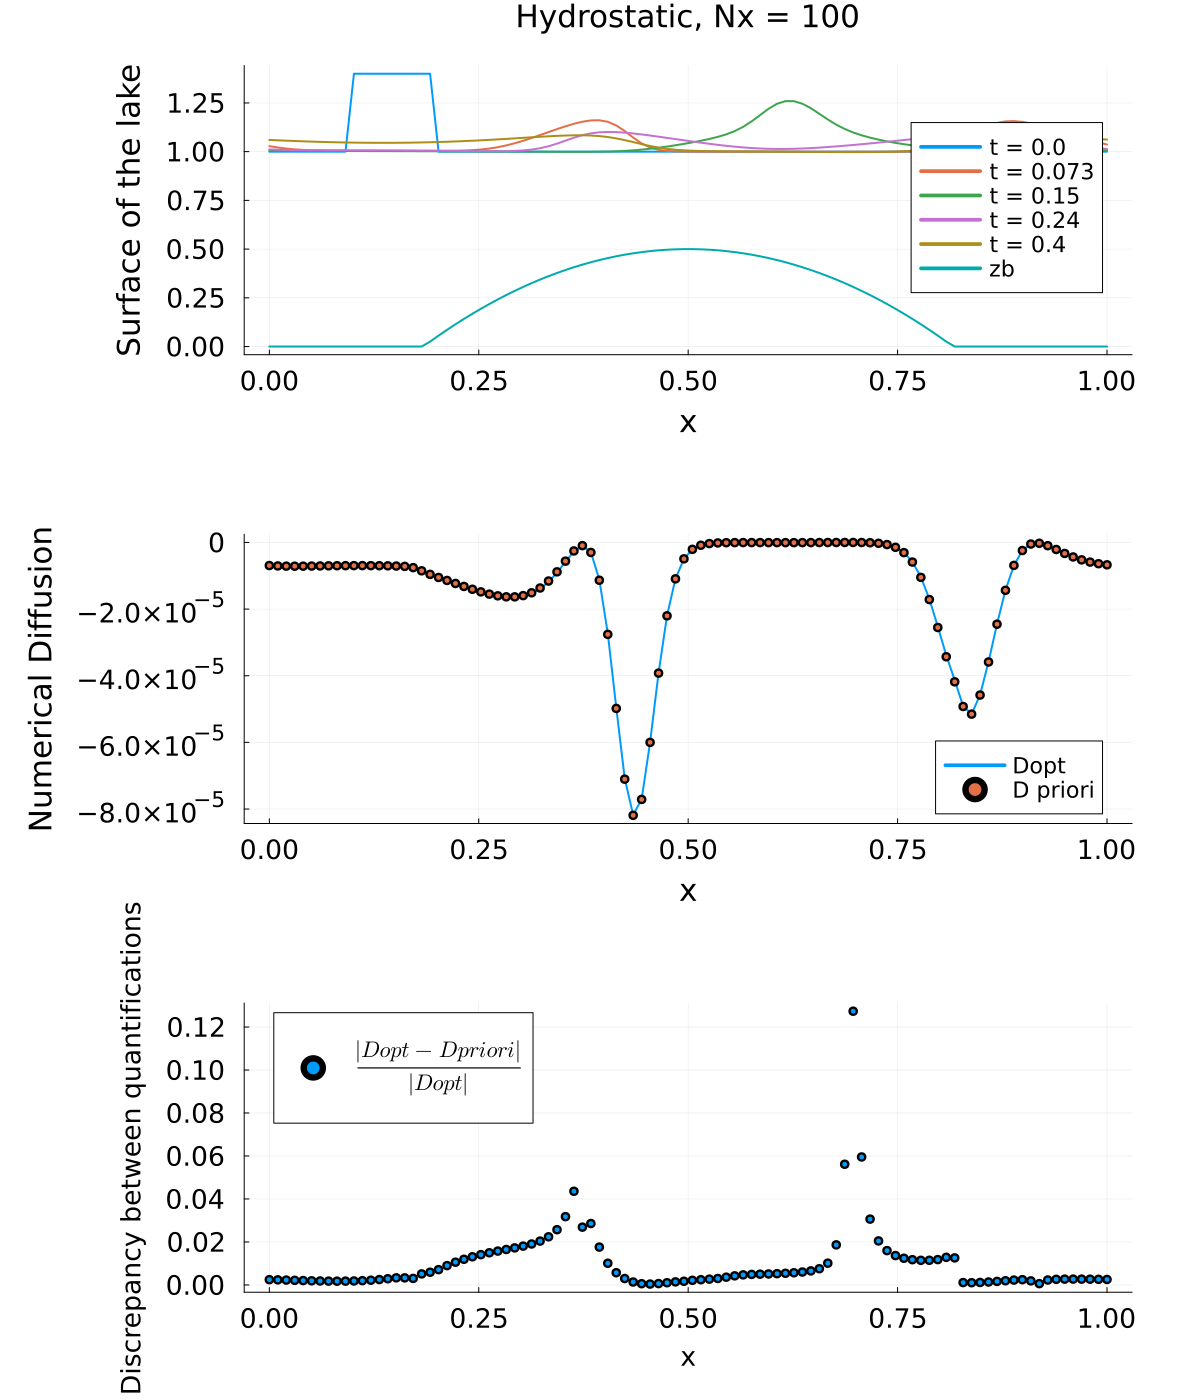 Hydrostatic, Nx = 100
Surface of the lake
1.25
1.00
0.75
0.50
0.25
0.00
t = 0.0
t = 0.073
t = 0.15
t = 0.24
t = 0.4
zb
0.00 0.25 0.50 0.75 1.00
x
Numerical Diffusion
0
−2.0×10⁻⁵
−4.0×10⁻⁵
−6.0×10⁻⁵
−8.0×10⁻⁵
Dopt
D priori
0.00 0.25 0.50 0.75 1.00
x
Discrepancy between quantifications
0.12
0.10
0.08
0.06
0.04
0.02
0.00
|Dopt − Dpriori|
|Dopt|
0.00 0.25 0.50 0.75 1.00
x